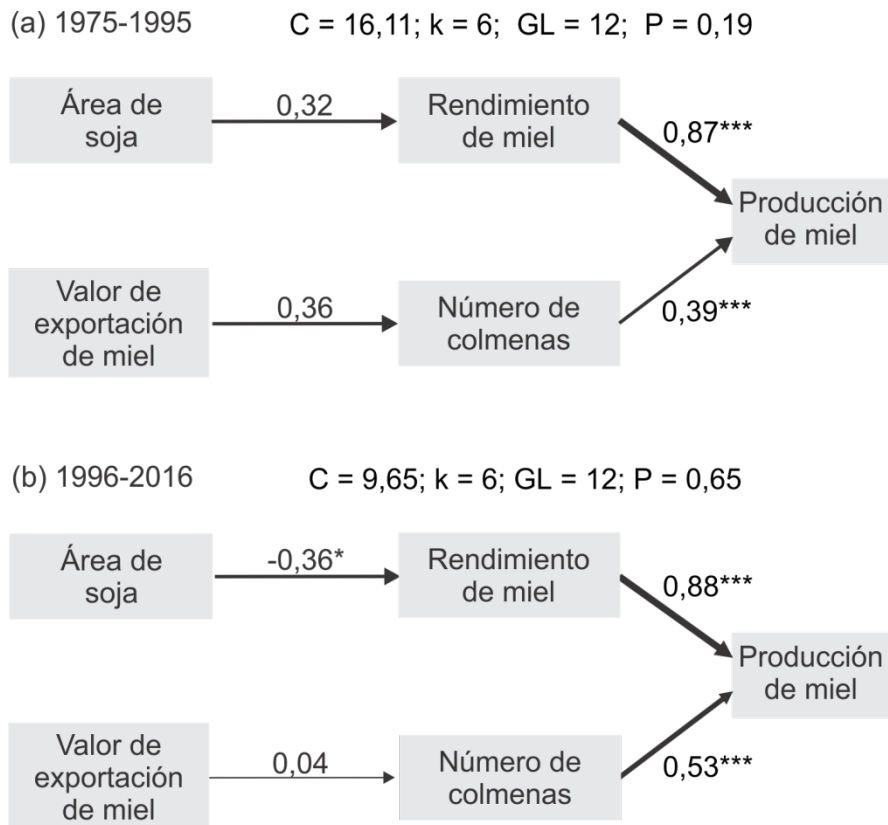 (a) 1975-1995 C = 16,11; k = 6; GL = 12; P = 0,19
Área de
soja
0,32
Rendimiento
de miel
0,87***
Producción
de miel
Valor de
exportación
de miel
0,36
Número de
colmenas
0,39***
(b) 1996-2016 C = 9,65; k = 6; GL = 12; P = 0,65
Área de
soja
-0,36*
Rendimiento
de miel
0,88***
Producción
de miel
Valor de
exportación
de miel
0,04
Número de
colmenas
0,53***